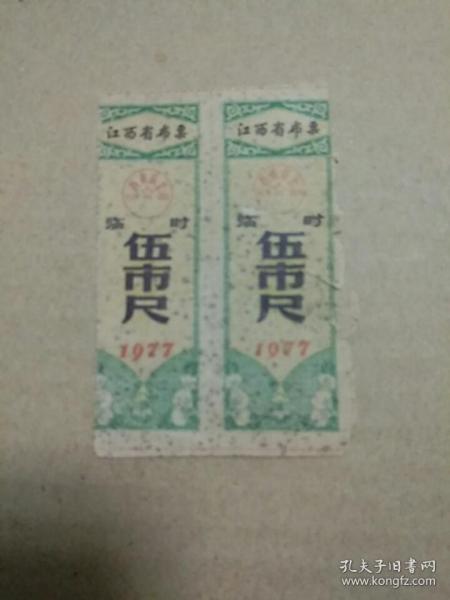 江西省布票
临时
伍市尺
1977
江西省布票
临时
伍市尺
1977
孔夫子旧书网
www.kongfz.com